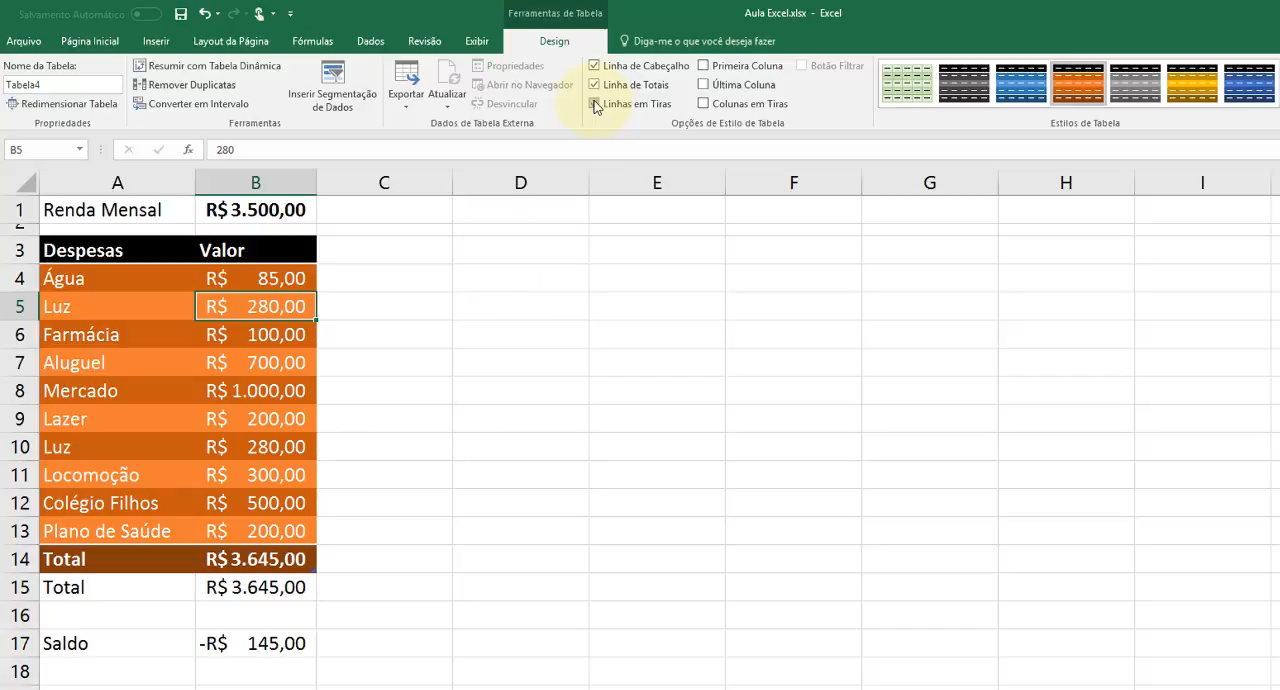 Salvamento Automático
Ferramentas de Tabela
Aula Excel.xlsx - Excel
Arquivo Página Inicial Inserir Layout da Página Fórmulas Dados Revisão Exibir Design Diga-me o que você deseja fazer
Nome da Tabela:
Tabela4
Redimensionar Tabela
Propriedades
Resumir com Tabela Dinâmica
Remover Duplicatas
Converter em Intervalo
Inserir Segmentação
de Dados
Ferramentas
Exportar Atualizar
Propriedades
Abrir no Navegador
Desvincular
Dados de Tabela Externa
Linha de Cabeçalho Primeira Coluna Botão Filtrar
Linha de Totais Última Coluna
Linhas em Tiras Colunas em Tiras
Opções de Estilo de Tabela
Estilos de Tabela
B5 fx 280
A B C D E F G H I
1 Renda Mensal R$ 3.500,00
2
3 Despesas Valor
4 Água R$ 85,00
5 Luz R$ 280,00
6 Farmácia R$ 100,00
7 Aluguel R$ 700,00
8 Mercado R$ 1.000,00
9 Lazer R$ 200,00
10 Luz R$ 280,00
11 Locomoção R$ 300,00
12 Colégio Filhos R$ 500,00
13 Plano de Saúde R$ 200,00
14 Total R$ 3.645,00
15 Total R$ 3.645,00
16
17 Saldo -R$ 145,00
18